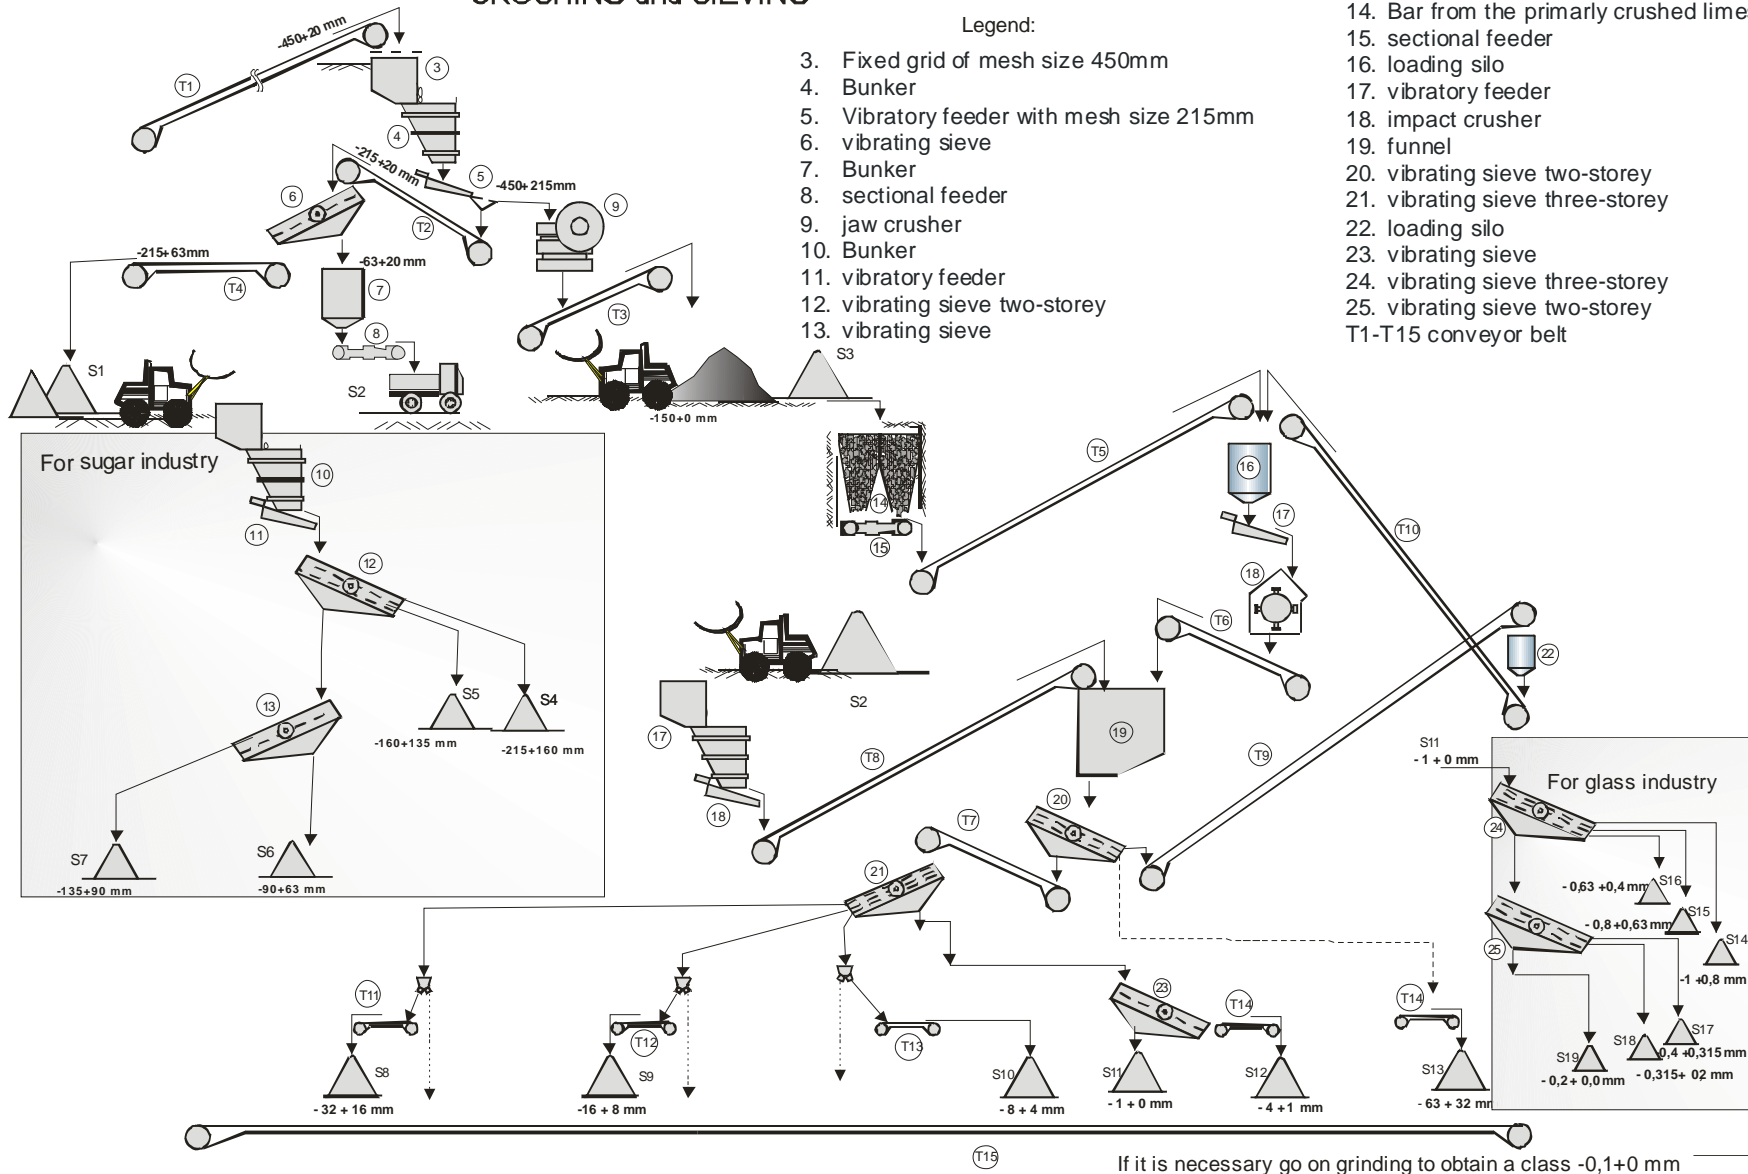 CRUSHING and SIEVING
Legend:
3. Fixed grid of mesh size 450mm
4. Bunker
5. Vibratory feeder with mesh size 215mm
6. vibrating sieve
7. Bunker
8. sectional feeder
9. jaw crusher
10. Bunker
11. vibratory feeder
12. vibrating sieve two-storey
13. vibrating sieve
14. Bar from the primarly crushed lime
15. sectional feeder
16. loading silo
17. vibratory feeder
18. impact crusher
19. funnel
20. vibrating sieve two-storey
21. vibrating sieve three-storey
22. loading silo
23. vibrating sieve
24. vibrating sieve three-storey
25. vibrating sieve two-storey
T1-T15 conveyor belt
-450+20 mm
T1
3
4
-215+20 mm
5
-450+215mm
6
9
T2
-215+63mm
-63+20 mm
T4
7
T3
8
S1
S2
S3
-150+0 mm
For sugar industry
10
11
12
S5
S4
-160+135 mm
-215+160 mm
13
S7
-135+90 mm
S6
-90+63 mm
14
15
T5
16
17
T10
18
T6
22
S2
17
19
18
T8
T9
20
T7
21
S11
- 1 + 0 mm
For glass industry
24
- 0,63 +0,4 mm
S16
- 0,8 +0,63 mm
S15
S14
-1 +0,8 mm
25
S17
-0,4 +0,315 mm
S18
- 0,315+ 0,2 mm
S19
- 0,2 + 0,0 mm
T11
T12
T13
23
T14
T14
S8
- 32 + 16 mm
S9
-16 + 8 mm
S10
- 8 + 4 mm
S11
- 1 + 0 mm
S12
- 4 +1 mm
S13
- 63 + 32 mm
T15
If it is necessary go on grinding to obtain a class -0,1+0 mm